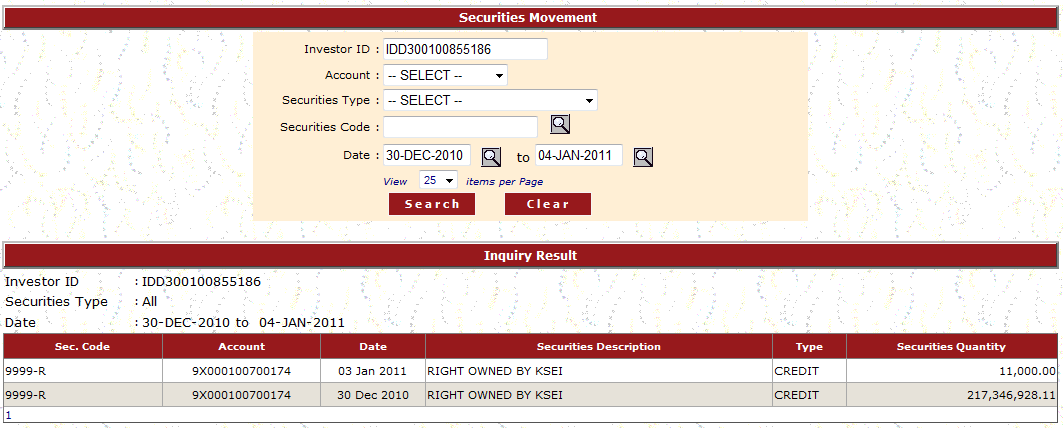 Securities Movement
Investor ID : IDD300100855186
Account : -- SELECT --
Securities Type : -- SELECT --
Securities Code :
Date : 30-DEC-2010 to 04-JAN-2011
View 25 items per Page
Search Clear
Inquiry Result
Investor ID : IDD300100855186
Securities Type : All
Date : 30-DEC-2010 to 04-JAN-2011
Sec. Code Account Date Securities Description Type Securities Quantity
9999-R 9X000100700174 03 Jan 2011 RIGHT OWNED BY KSEI CREDIT 11,000.00
9999-R 9X000100700174 30 Dec 2010 RIGHT OWNED BY KSEI CREDIT 217,346,928.11
1